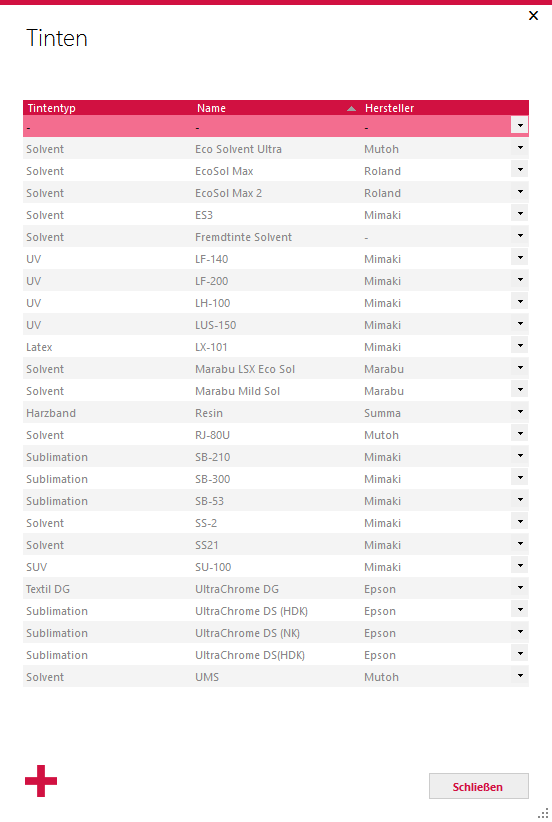 Tinten
Tintentyp Name Hersteller
- - -
Solvent Eco Solvent Ultra Mutoh
Solvent EcoSol Max Roland
Solvent EcoSol Max 2 Roland
Solvent ES3 Mimaki
Solvent Fremdtinte Solvent -
UV LF-140 Mimaki
UV LF-200 Mimaki
UV LH-100 Mimaki
UV LUS-150 Mimaki
Latex LX-101 Mimaki
Solvent Marabu LSX Eco Sol Marabu
Solvent Marabu Mild Sol Marabu
Harzband Resin Summa
Solvent RJ-80U Mutoh
Sublimation SB-210 Mimaki
Sublimation SB-300 Mimaki
Sublimation SB-53 Mimaki
Solvent SS-2 Mimaki
Solvent SS21 Mimaki
SUV SU-100 Mimaki
Textil DG UltraChrome DG Epson
Sublimation UltraChrome DS (HDK) Epson
Sublimation UltraChrome DS (NK) Epson
Sublimation UltraChrome DS(HDK) Epson
Solvent UMS Mutoh
Schließen